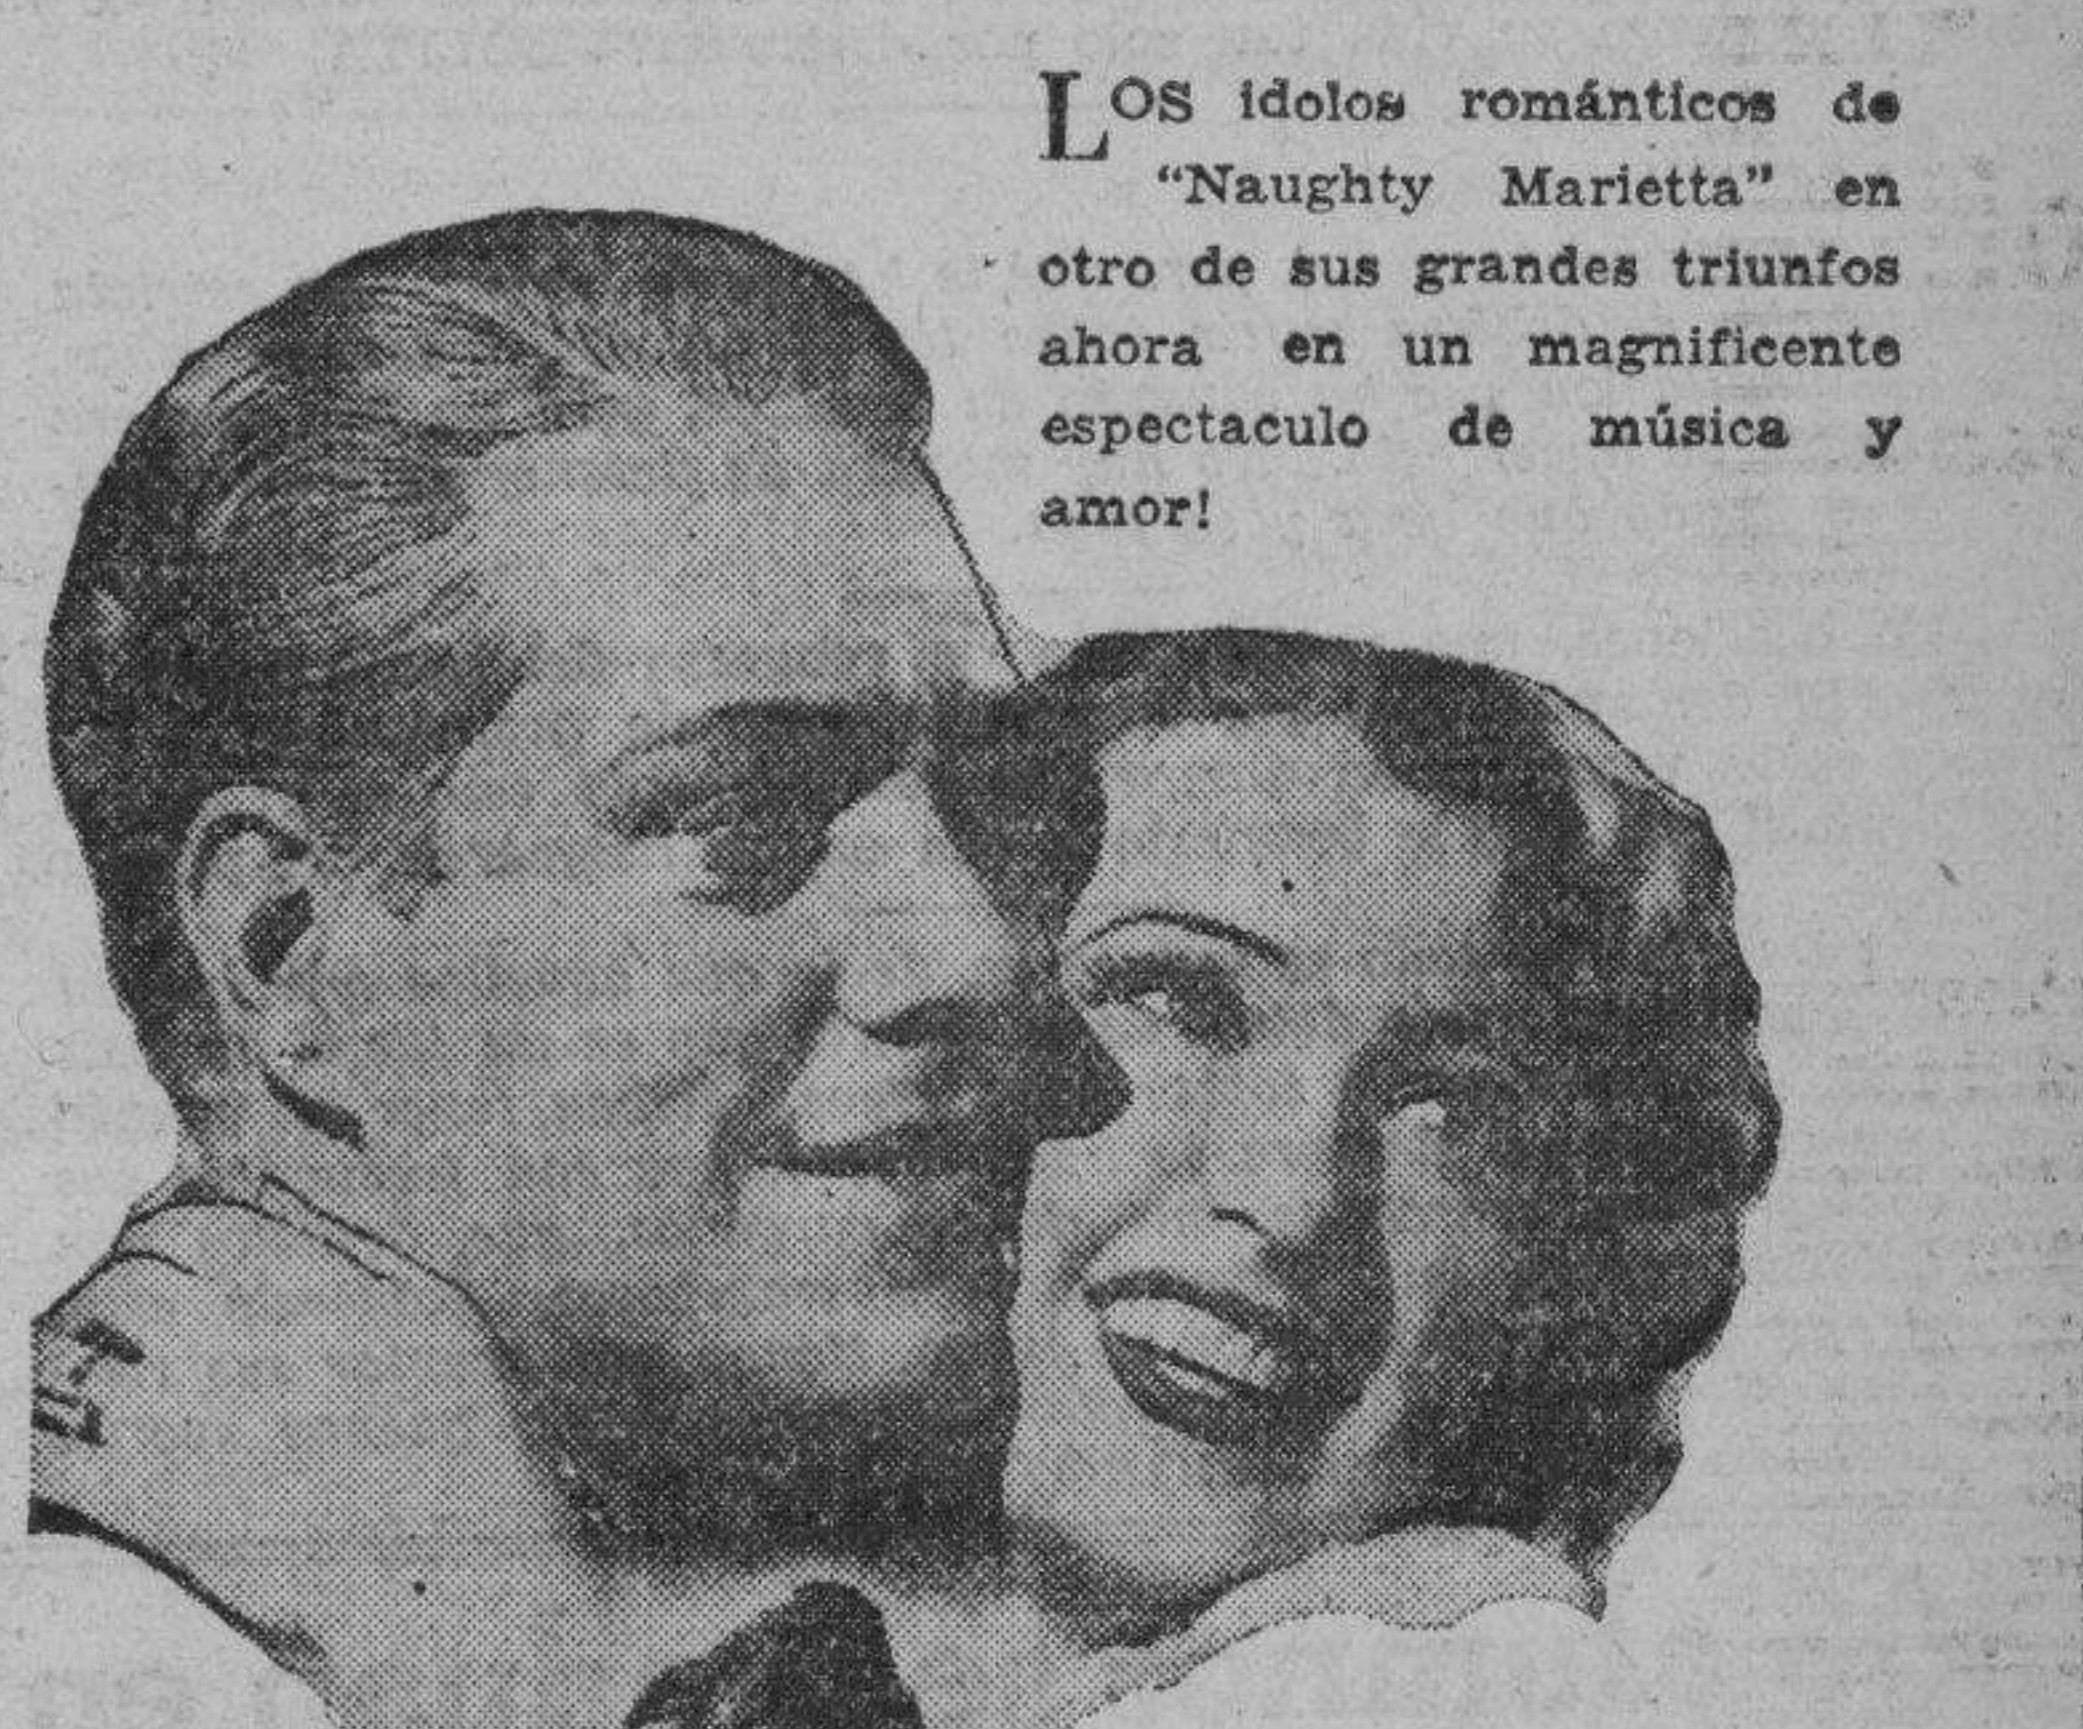 LOS idolos románticos de
"Naughty Marietta" en
otro de sus grandes triunfos
ahora en un magnificente
espectaculo de música y
amor!